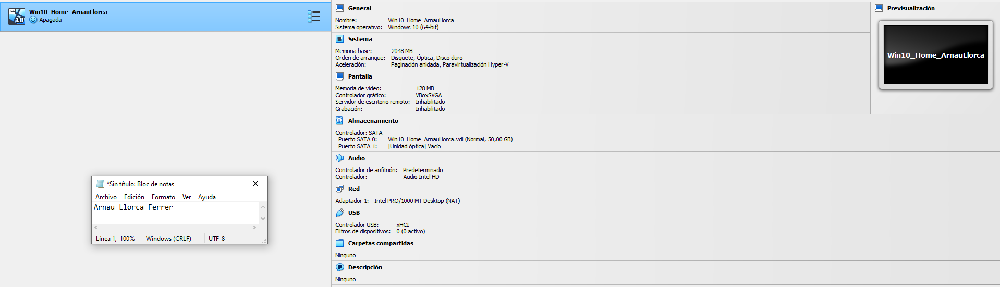 Win10_Home_ArnauLlorca
Apagada
*Sin título: Bloc de notas
Archivo Edición Formato Ver Ayuda
Arnau Llorca Ferrer
Línea 1, 100% Windows (CRLF) UTF-8
General
Nombre: Win10_Home_ArnauLlorca
Sistema operativo: Windows 10 (64-bit)
Sistema
Memoria base: 2048 MB
Orden de arranque: Disquete, Óptica, Disco duro
Aceleración: Paginación anidada, Paravirtualización Hyper-V
Pantalla
Memoria de vídeo: 128 MB
Controlador gráfico: VBoxSVGA
Servidor de escritorio remoto: Inhabilitado
Grabación: Inhabilitado
Almacenamiento
Controlador: SATA
Puerto SATA 0: Win10_Home_ArnauLlorca.vdi (Normal, 50,00 GB)
Puerto SATA 1: [Unidad óptica] Vacío
Audio
Controlador de anfitrión: Predeterminado
Controlador: Audio Intel HD
Red
Adaptador 1: Intel PRO/1000 MT Desktop (NAT)
USB
Controlador USB: xHCI
Filtros de dispositivos: 0 (0 activo)
Carpetas compartidas
Ninguno
Descripción
Ninguno
Previsualización
Win10_Home_ArnauLlorca
64
10